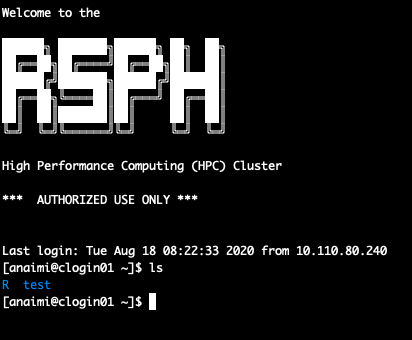 Welcome to the
RSPH
High Performance Computing (HPC) Cluster
*** AUTHORIZED USE ONLY ***
Last login: Tue Aug 18 08:22:33 2020 from 10.110.80.240
[anaimi@clogin01 ~]$ ls
R  test
[anaimi@clogin01 ~]$